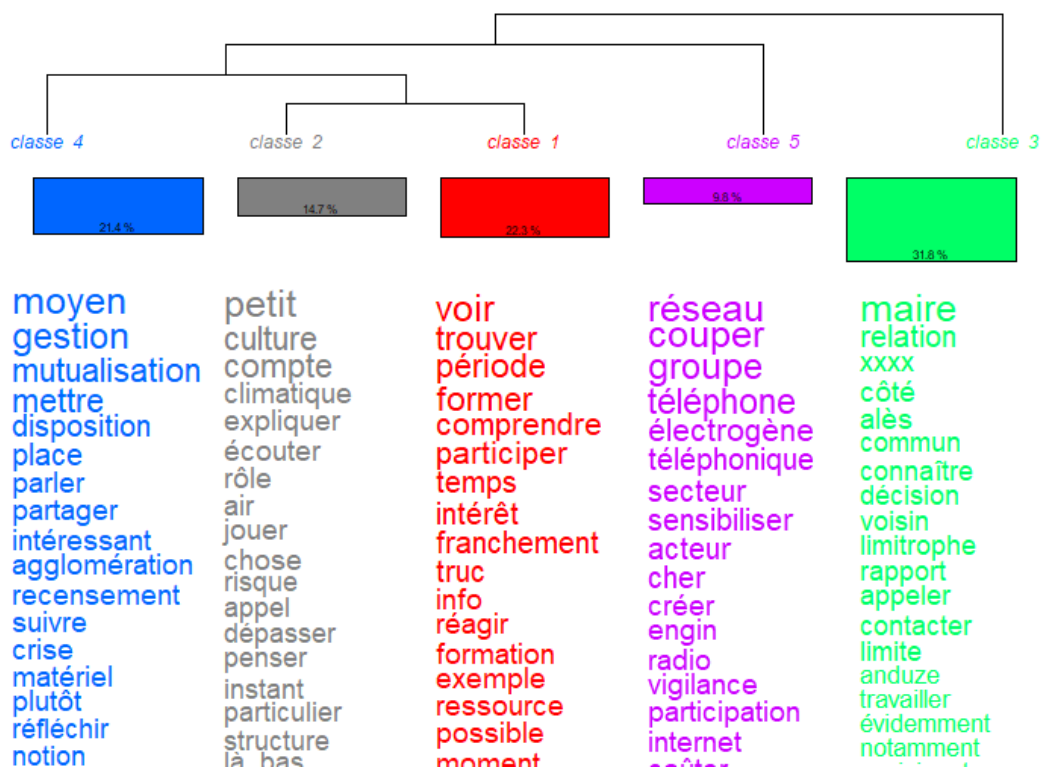 classe 4
classe 2
classe 1
classe 5
classe 3
21.4 %
14.7 %
22.3 %
9.8 %
31.8 %
moyen
gestion
mutualisation
mettre
disposition
place
parler
partager
intéressant
agglomération
recensement
suivre
crise
matériel
plutôt
réfléchir
notion
petit
culture
compte
climatique
expliquer
écouter
rôle
air
jouer
chose
risque
appel
dépasser
penser
instant
particulier
structure
là_bas
voir
trouver
période
former
comprendre
participer
temps
intérêt
franchement
truc
info
réagir
formation
exemple
ressource
possible
moment
réseau
couper
groupe
téléphone
électrogène
téléphonique
secteur
sensibiliser
acteur
cher
créer
engin
radio
vigilance
participation
internet
maire
relation
xxxx
côté
alès
commun
connaître
décision
voisin
limitrophe
rapport
appeler
contacter
limite
anduze
travailler
évidemment
notamment